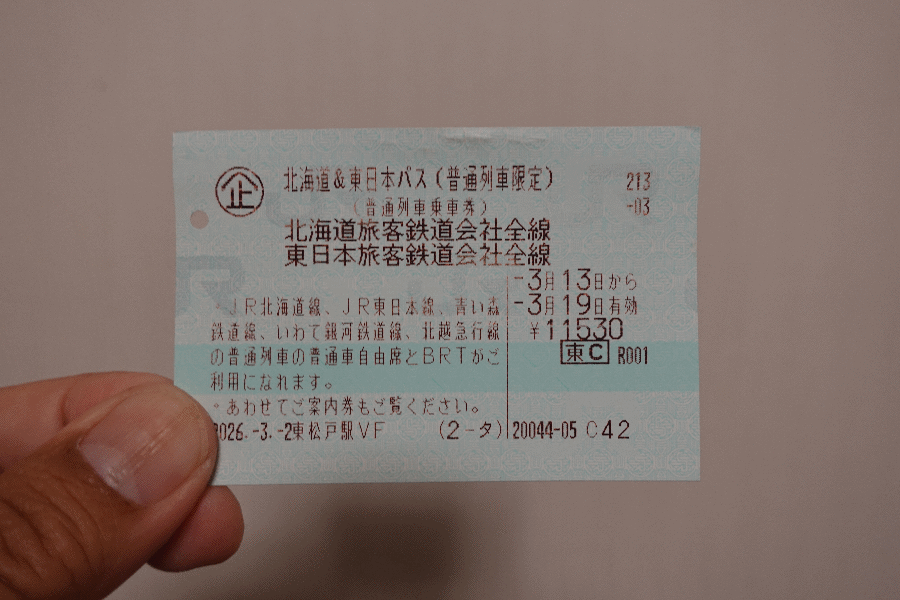 企 北海道&東日本パス(普通列車限定) 213
(普通列車乗車券) -03
北海道旅客鉄道会社全線
東日本旅客鉄道会社全線
-3月13日から
-3月19日有効
¥11530
東C R001
・JR北海道線、JR東日本線、青い森
鉄道線、いわて銀河鉄道線、北越急行線
の普通列車の普通車自由席とBRTがご
利用になれます。
・あわせてご案内券もご覧ください。
2026.-3.-2東松戸駅VF (2-タ) 20044-05 C42